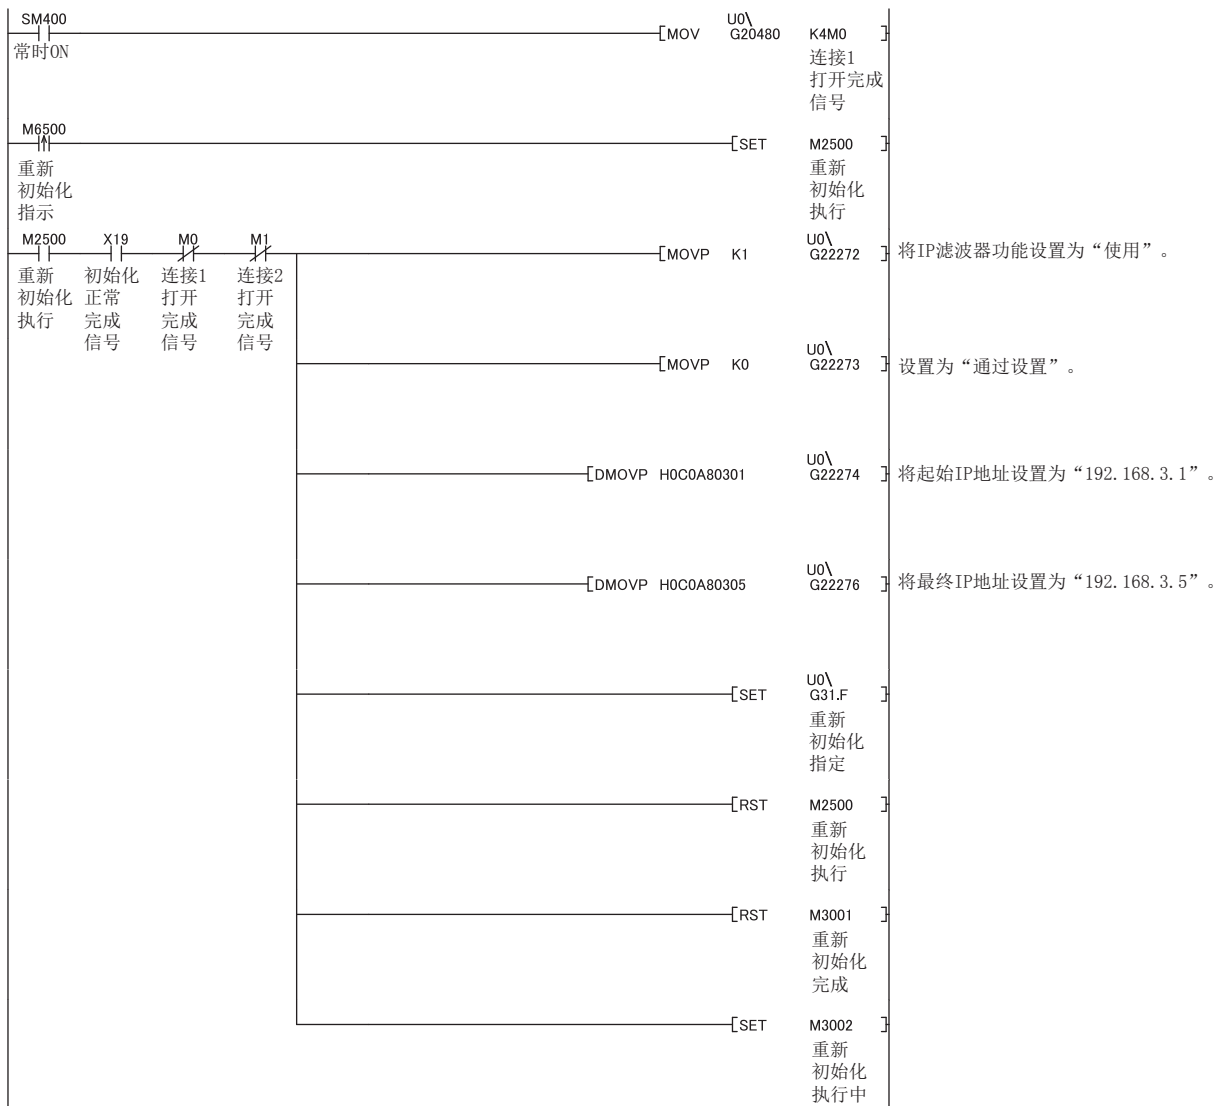 SM400
常时ON
MOV U0\G20480 K4M0
连接1
打开完成
信号
M6500
重新
初始化
指示
SET M2500
重新
初始化
执行
M2500 X19 M0 M1
重新
初始化
执行
初始化
正常
完成
信号
连接1
打开
完成
信号
连接2
打开
完成
信号
MOVP K1 U0\G22272
将IP滤波器功能设置为“使用”。
MOVP K0 U0\G22273
设置为“通过设置”。
DMOVP H0C0A80301 U0\G22274
将起始IP地址设置为“192.168.3.1”。
DMOVP H0C0A80305 U0\G22276
将最终IP地址设置为“192.168.3.5”。
SET U0\G31.F
重新
初始化
指定
RST M2500
重新
初始化
执行
RST M3001
重新
初始化
完成
SET M3002
重新
初始化
执行中